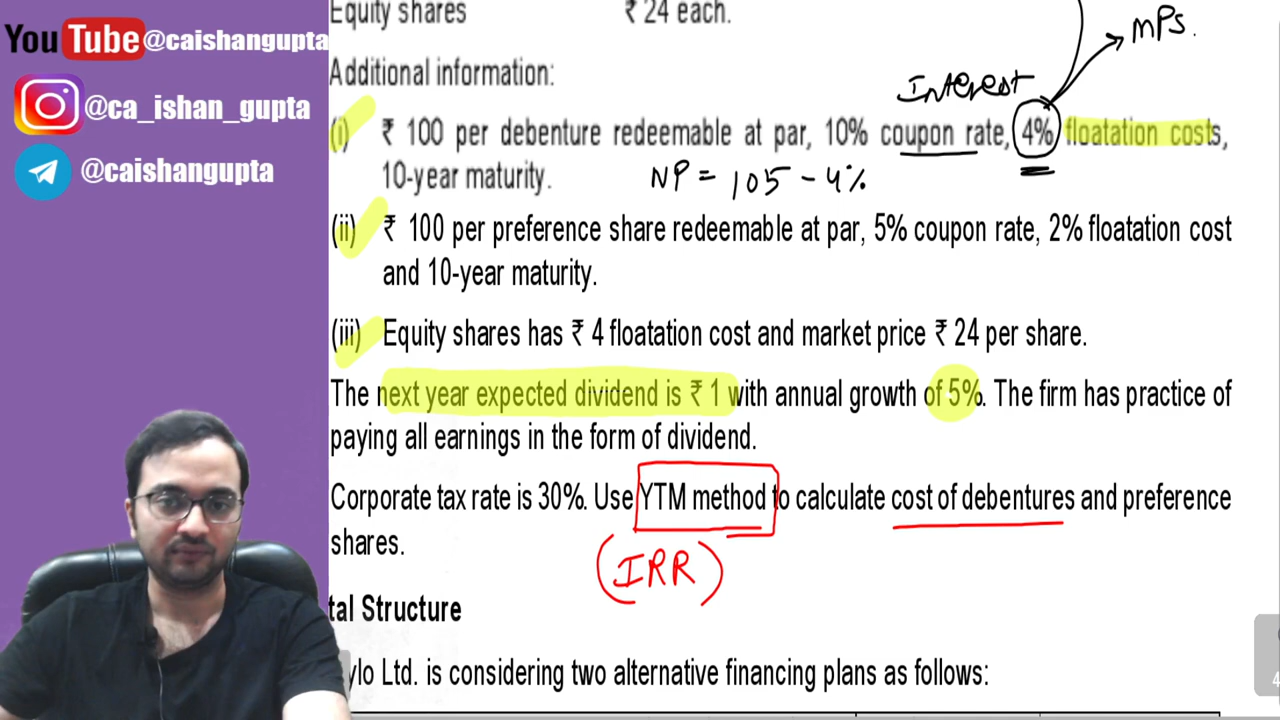 Equity shares ₹ 24 each.
YouTube@caishangupta
@ca_ishan_gupta
@caishangupta
Additional information:
Interest
MPS.
(i) ₹ 100 per debenture redeemable at par, 10% coupon rate, 4% floatation costs,
10-year maturity.
NP = 105 - 4%
(ii) ₹ 100 per preference share redeemable at par, 5% coupon rate, 2% floatation cost
and 10-year maturity.
(iii) Equity shares has ₹ 4 floatation cost and market price ₹ 24 per share.
The next year expected dividend is ₹ 1 with annual growth of 5%. The firm has practice of
paying all earnings in the form of dividend.
Corporate tax rate is 30%. Use YTM method to calculate cost of debentures and preference
shares.
(IRR)
tal Structure
ylo Ltd. is considering two alternative financing plans as follows:
4